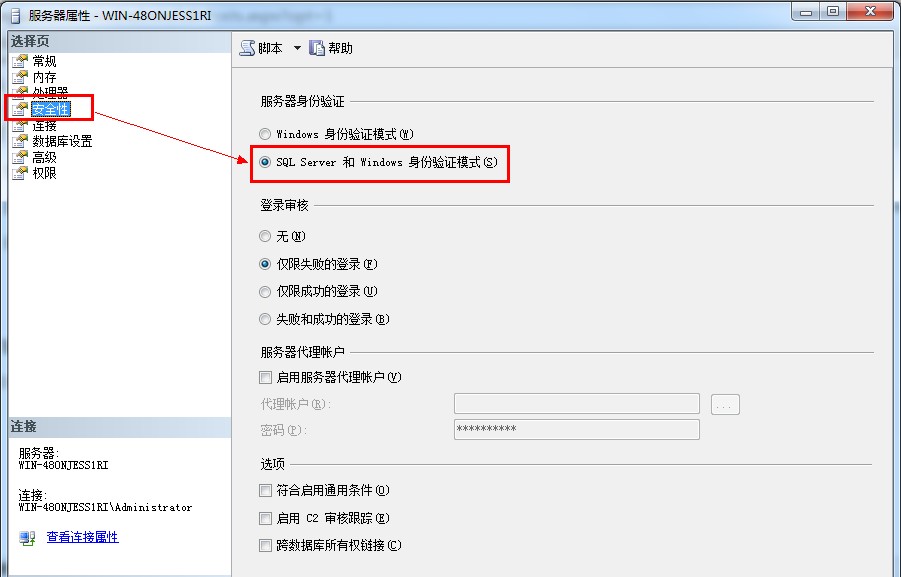 服务器属性 - WIN-48ONJESS1RI
选择页
常规
内存
处理器
安全性
连接
数据库设置
高级
权限
脚本 帮助
服务器身份验证
Windows 身份验证模式(W)
SQL Server 和 Windows 身份验证模式(S)
登录审核
无(N)
仅限失败的登录(F)
仅限成功的登录(U)
失败和成功的登录(B)
服务器代理帐户
启用服务器代理帐户(V)
代理帐户(R):
...
密码(P):
**********
选项
符合启用通用条件(O)
启用 C2 审核跟踪(E)
跨数据库所有权链接(C)
连接
服务器:
WIN-48ONJESS1RI
连接:
WIN-48ONJESS1RI\Administrator
查看连接属性